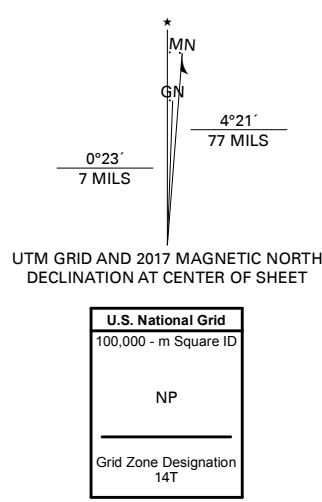 ★
MN
GN
4°21´
77 MILS
0°23´
7 MILS
UTM GRID AND 2017 MAGNETIC NORTH
DECLINATION AT CENTER OF SHEET
U.S. National Grid
100,000 - m Square ID
NP
Grid Zone Designation
14T